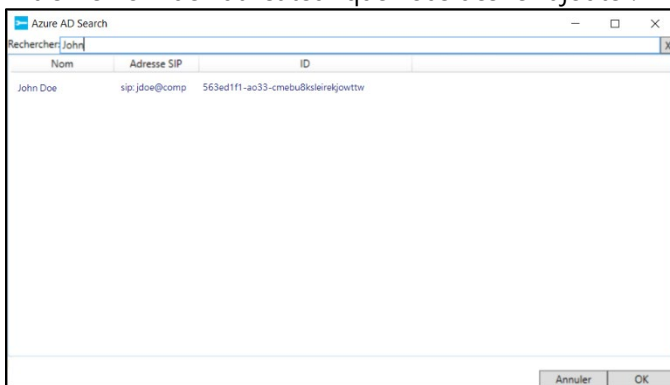 Azure AD Search
Rechercher: John X
Nom Adresse SIP ID
John Doe sip:jdoe@comp 563ed1f1-ao33-cmebu8ksleirekjowttw
Annuler OK